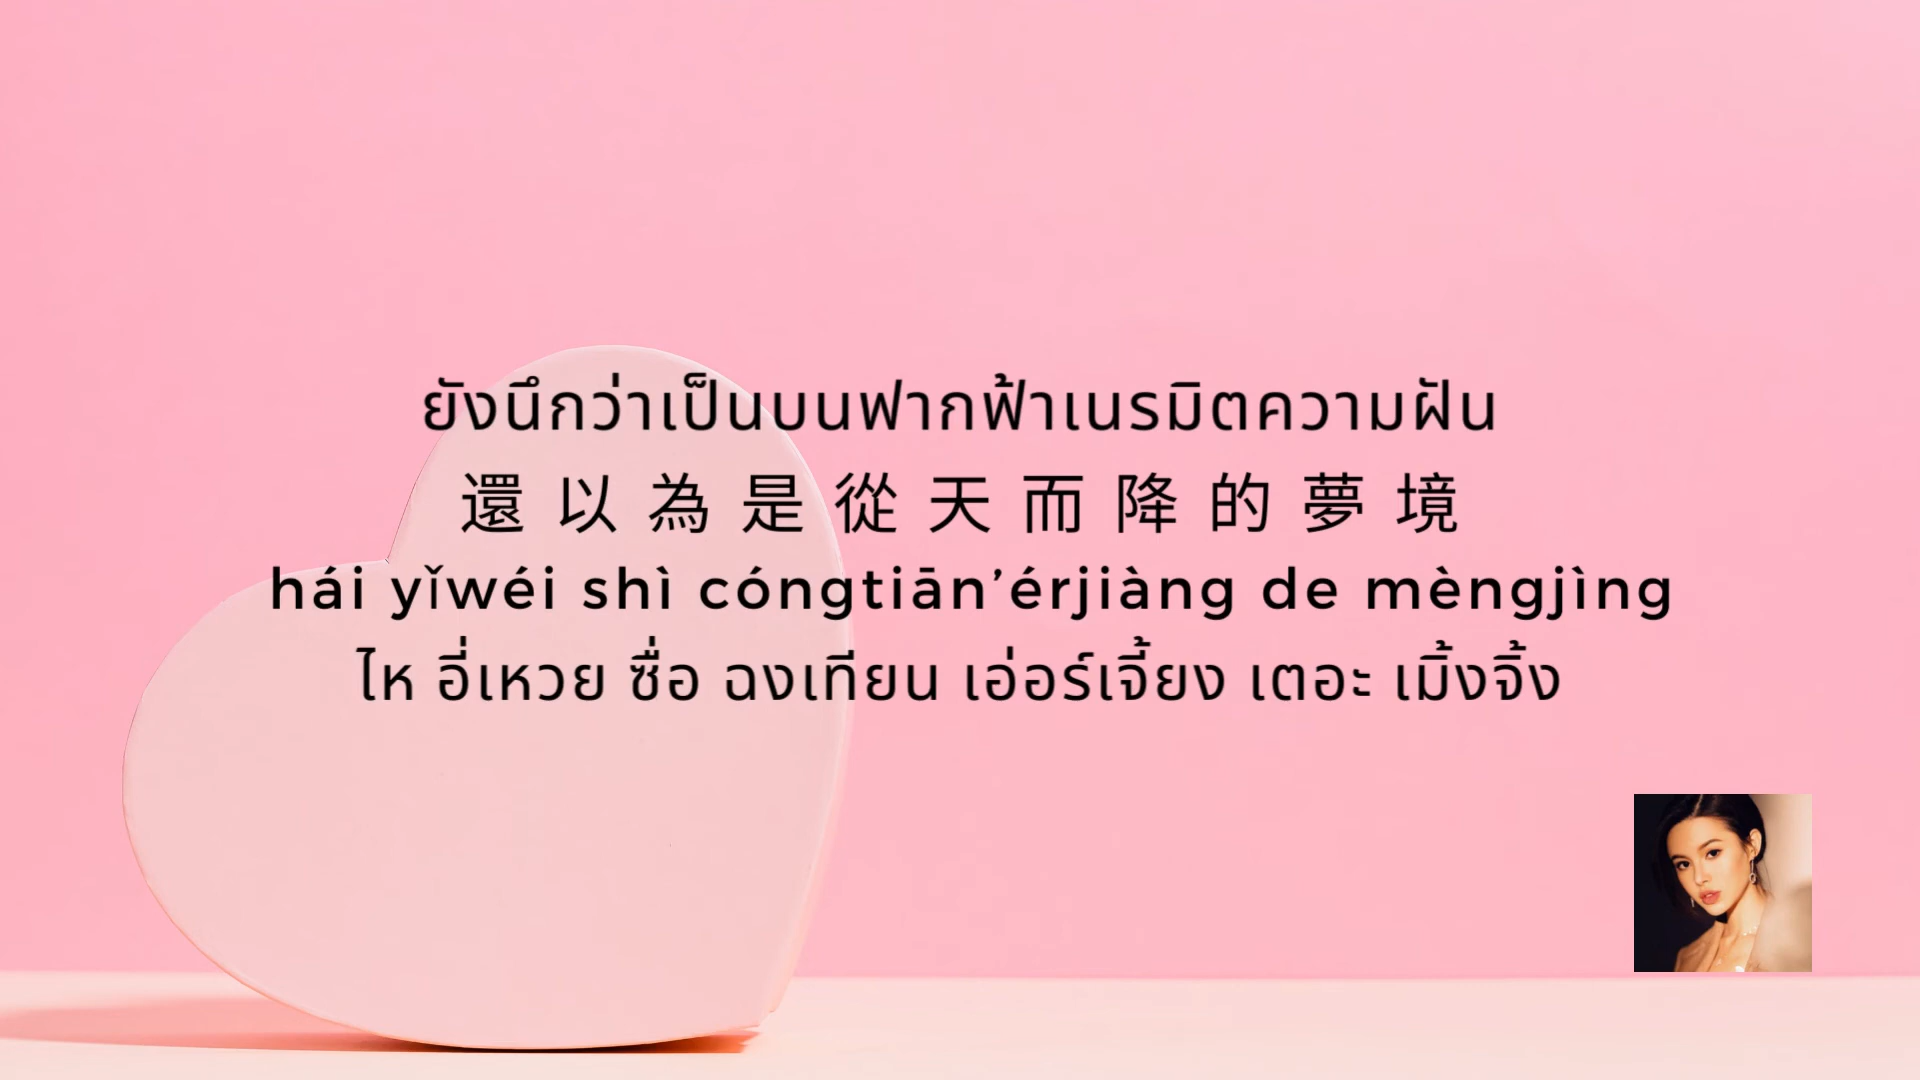 ยังนึกว่าเป็นบนฟากฟ้าเนรมิตความฝัน
還以為是從天而降的夢境
hái yǐwéi shì cóngtiān’érjiàng de mèngjìng
ไห อี่เหวย ซื่อ ฉงเทียน เอ่อร์เจี้ยง เตอะ เมิ้งจิ้ง